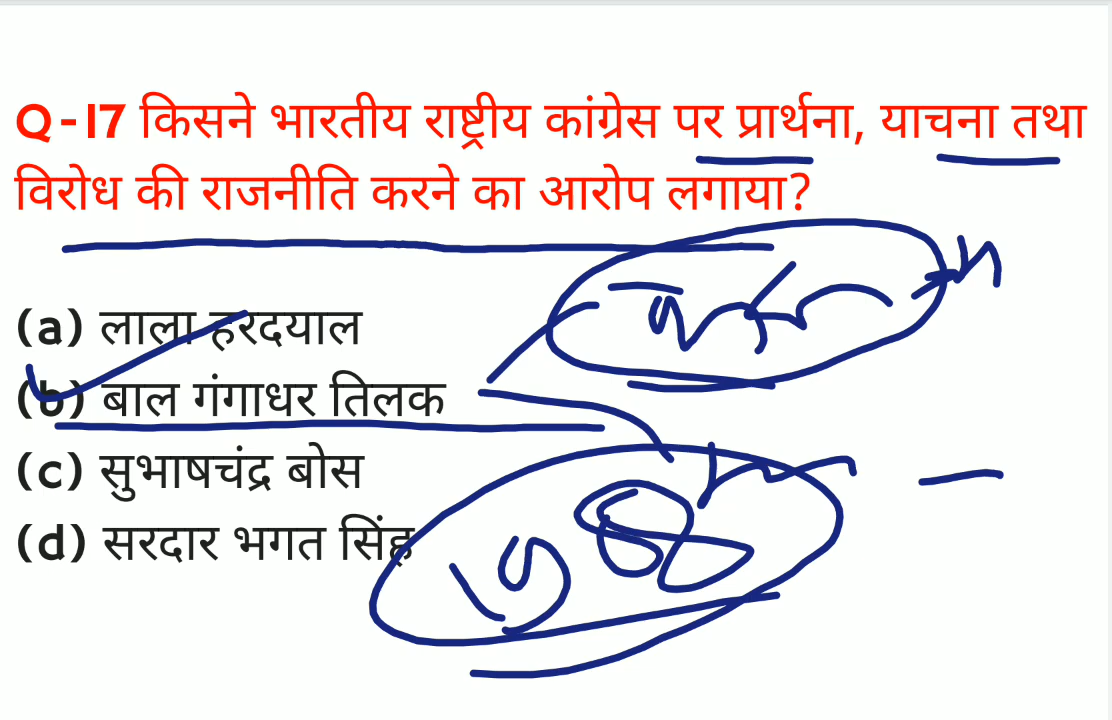 Q-17 किसने भारतीय राष्ट्रीय कांग्रेस पर प्रार्थना, याचना तथा
विरोध की राजनीति करने का आरोप लगाया?
(a) लाला हरदयाल
(b) बाल गंगाधर तिलक
(c) सुभाषचंद्र बोस
(d) सरदार भगत सिंह